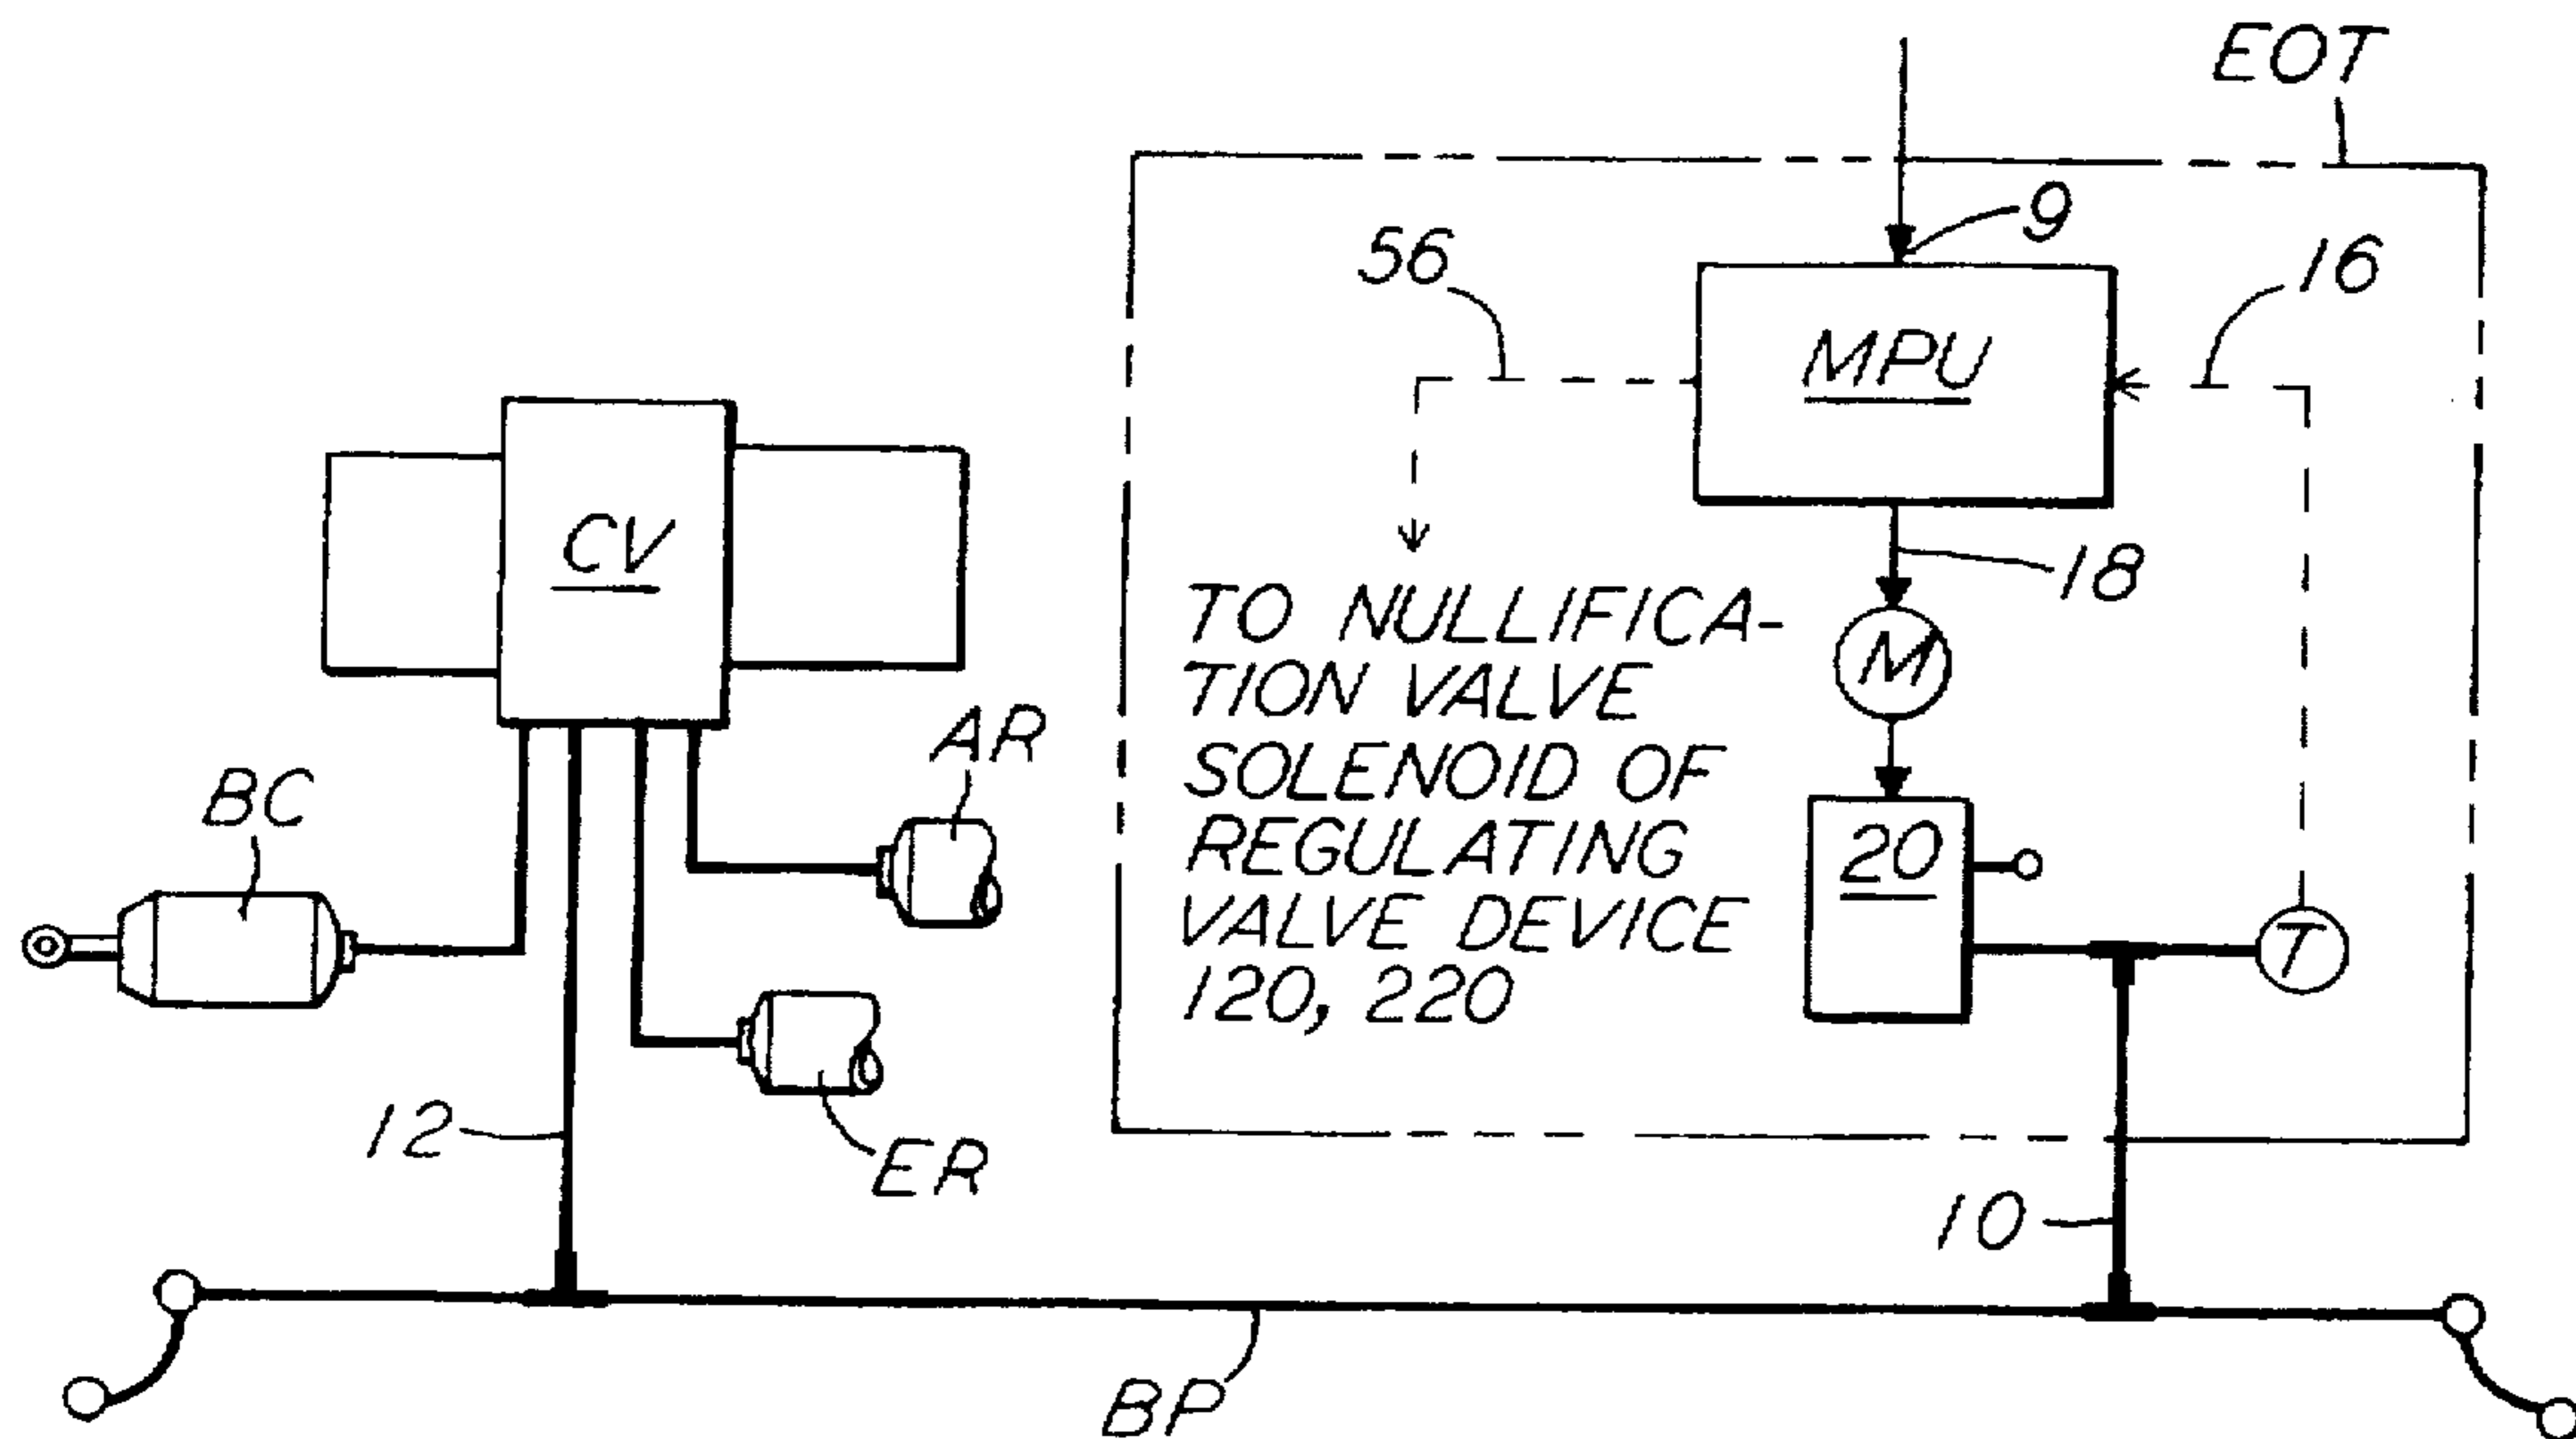 EOT
9
56
16
MPU
CV
18
TO NULLIFICA-
TION VALVE
SOLENOID OF
REGULATING
VALVE DEVICE
120, 220
M
AR
BC
20
T
12
ER
10
BP